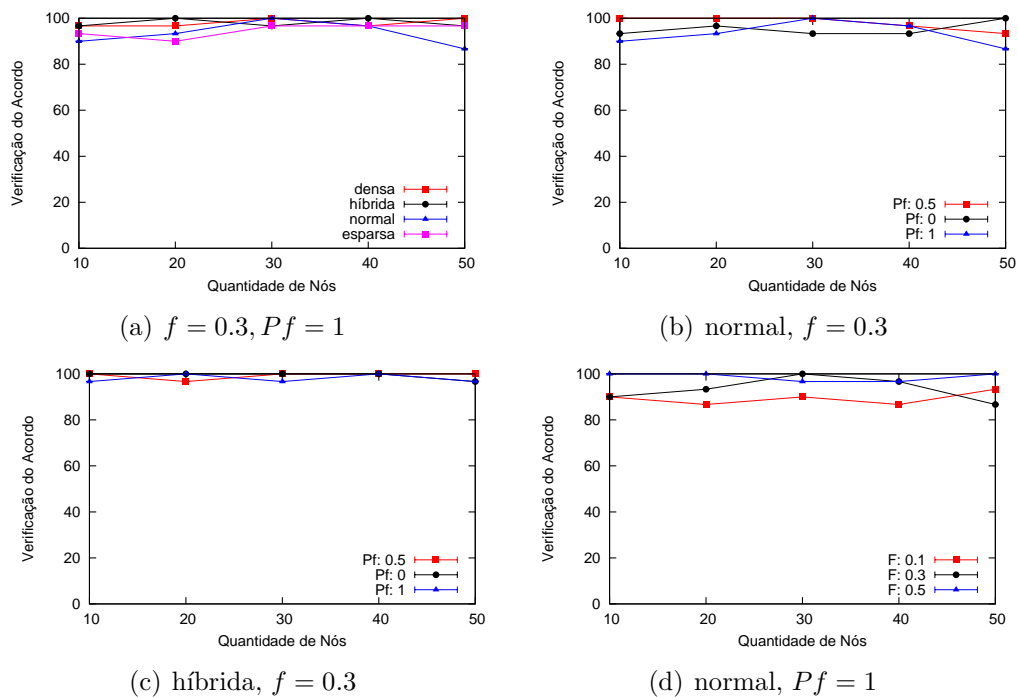 100
80
60
40
20
0
Verificação do Acordo
densa
híbrida
normal
esparsa
10 20 30 40 50
Quantidade de Nós
(a) f = 0.3, Pf = 1
100
80
60
40
20
0
Verificação do Acordo
Pf: 0.5
Pf: 0
Pf: 1
10 20 30 40 50
Quantidade de Nós
(b) normal, f = 0.3
100
80
60
40
20
0
Verificação do Acordo
Pf: 0.5
Pf: 0
Pf: 1
10 20 30 40 50
Quantidade de Nós
(c) híbrida, f = 0.3
100
80
60
40
20
0
Verificação do Acordo
F: 0.1
F: 0.3
F: 0.5
10 20 30 40 50
Quantidade de Nós
(d) normal, Pf = 1